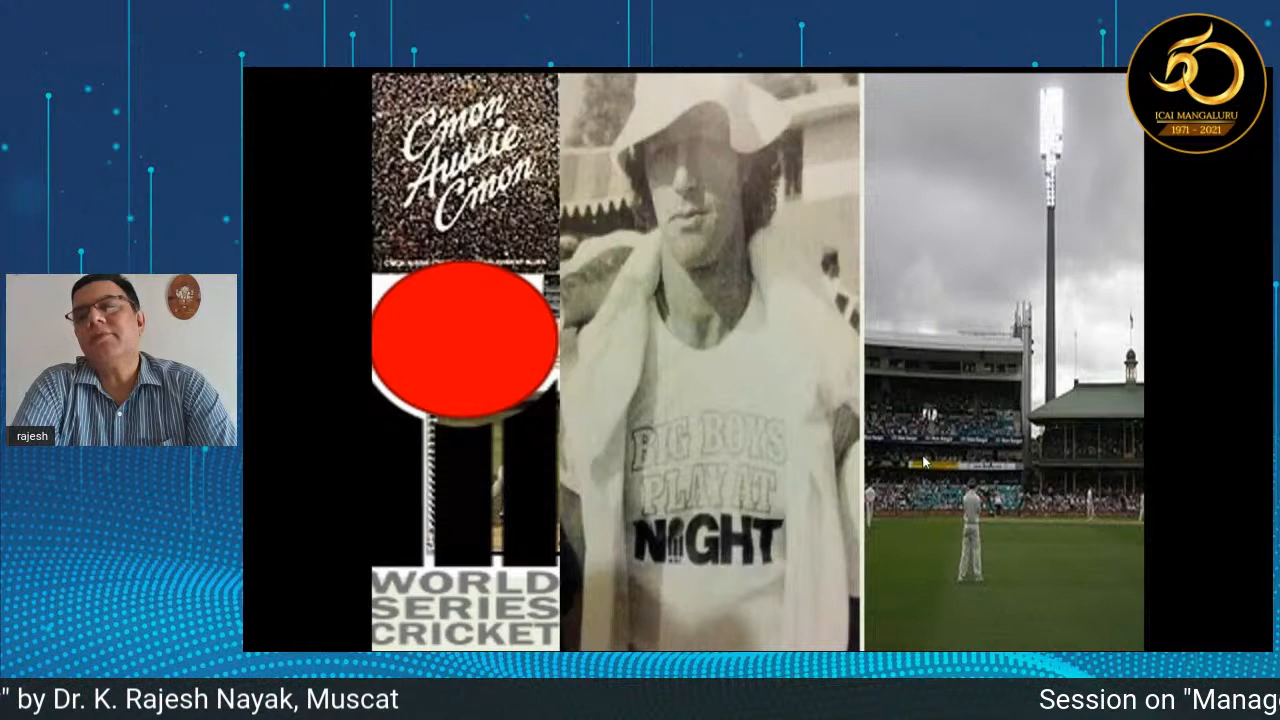 C'mon
Aussie
C'mon
WORLD
SERIES
CRICKET
BIG BOYS
PLAY AT
NIGHT
50
ICAI MANGALURU
1971 - 2021
rajesh
" by Dr. K. Rajesh Nayak, Muscat
Session on "Manag